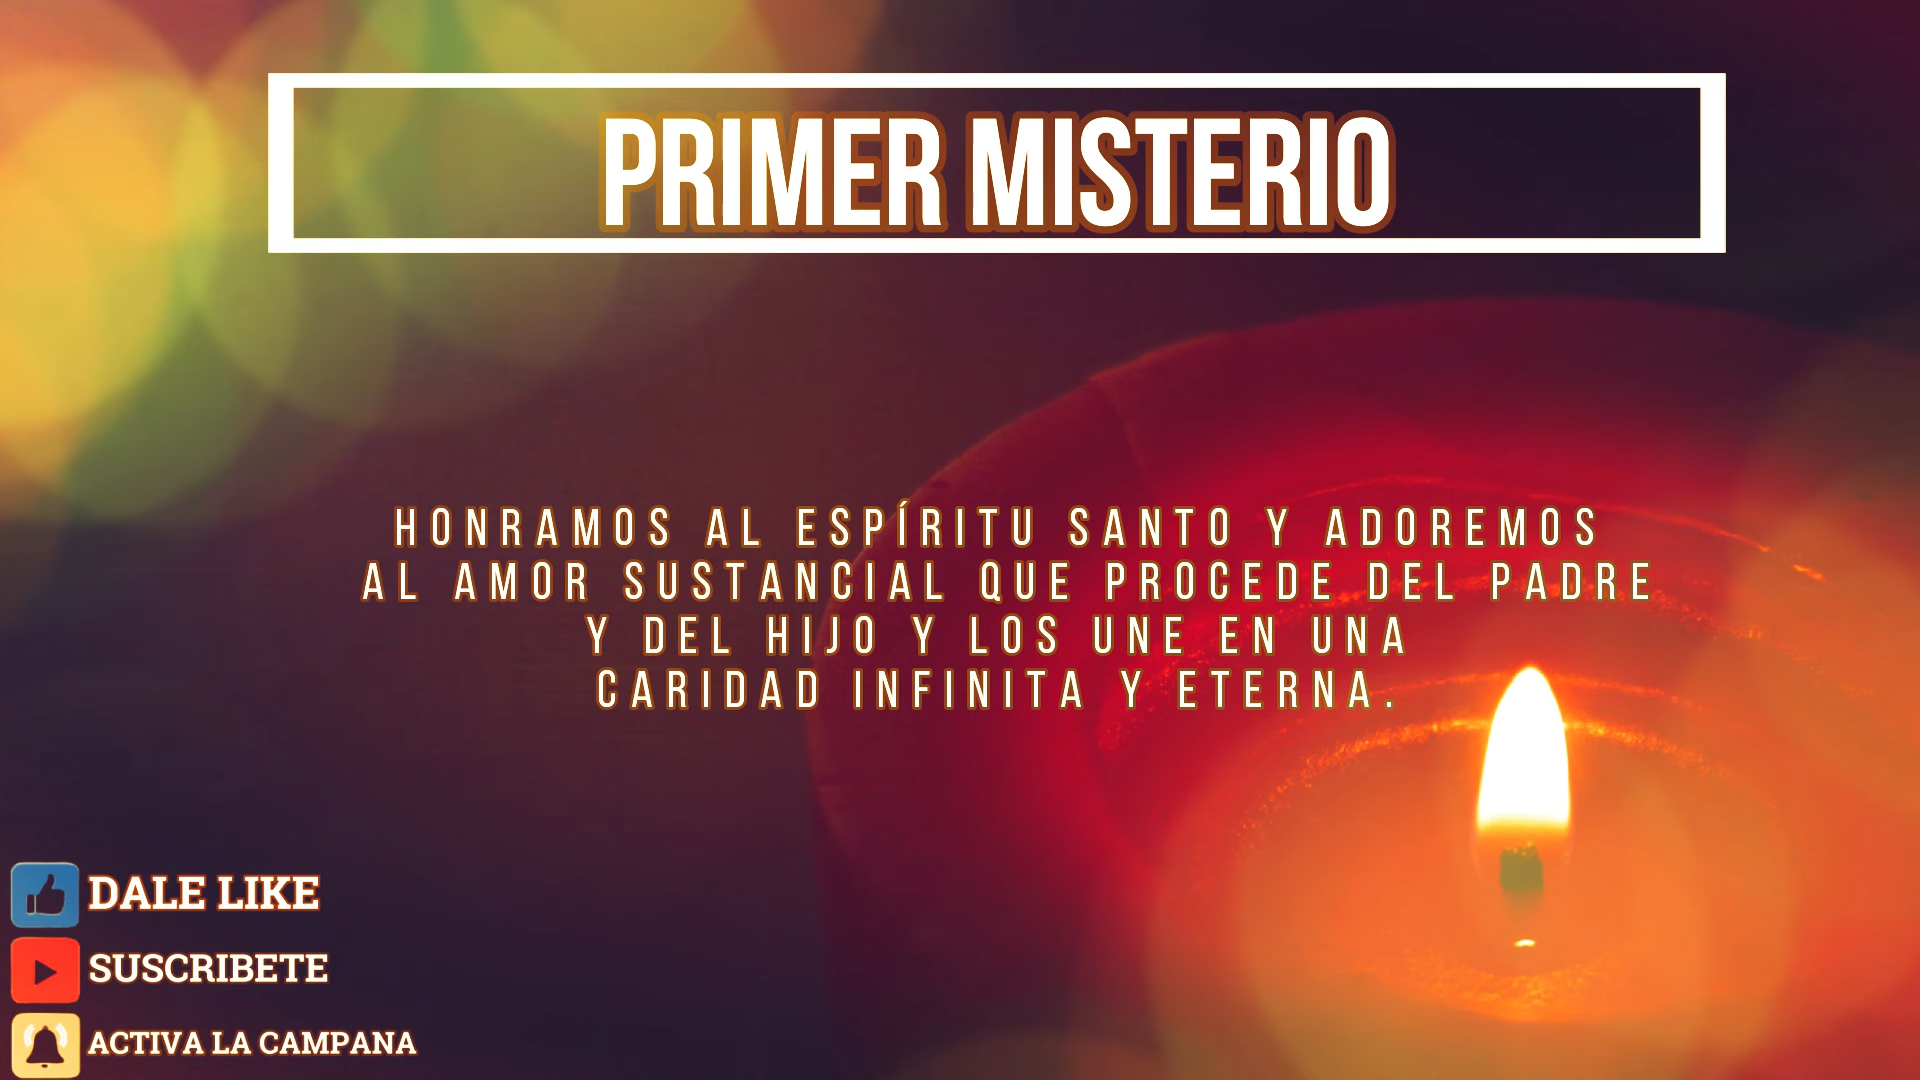 PRIMER MISTERIO
HONRAMOS AL ESPÍRITU SANTO Y ADOREMOS
AL AMOR SUSTANCIAL QUE PROCEDE DEL PADRE
Y DEL HIJO Y LOS UNE EN UNA
CARIDAD INFINITA Y ETERNA.
DALE LIKE
SUSCRIBETE
ACTIVA LA CAMPANA